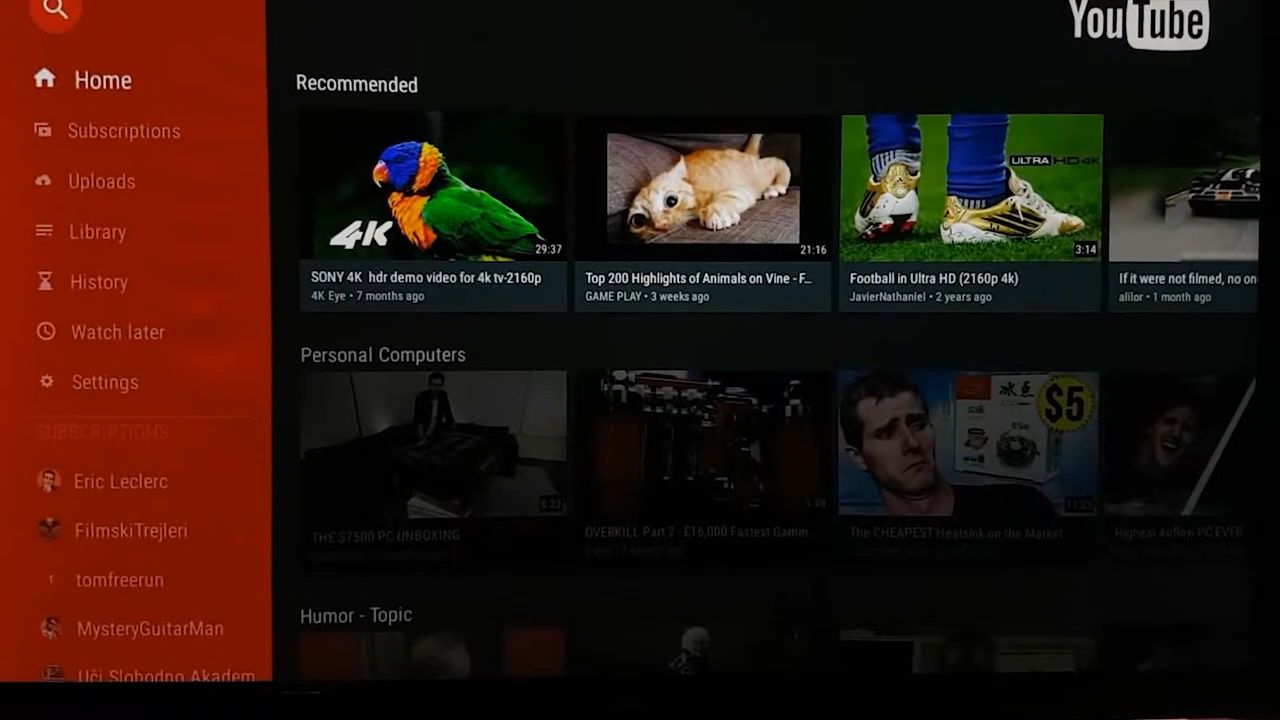 YouTube
Home
Subscriptions
Uploads
Library
History
Watch later
Settings
SUBSCRIPTIONS
Eric Leclerc
FilmskiTrejleri
tomfreerun
MysteryGuitarMan
Uči Slobodno Akadem
Recommended
4K
29:37
SONY 4K hdr demo video for 4k tv-2160p
4K Eye • 7 months ago
21:16
Top 200 Highlights of Animals on Vine - F...
GAME PLAY • 3 weeks ago
ULTRA HD 4K
3:14
Football in Ultra HD (2160p 4k)
JavierNathaniel • 2 years ago
If it were not filmed, no on
alilor • 1 month ago
Personal Computers
THE $7500 PC UNBOXING
OVERKILL Part 2 - £16,000 Fastest Gamin
冰点
$5
The CHEAPEST Heatsink on the Market
Highest Airflow PC EVER
Humor - Topic